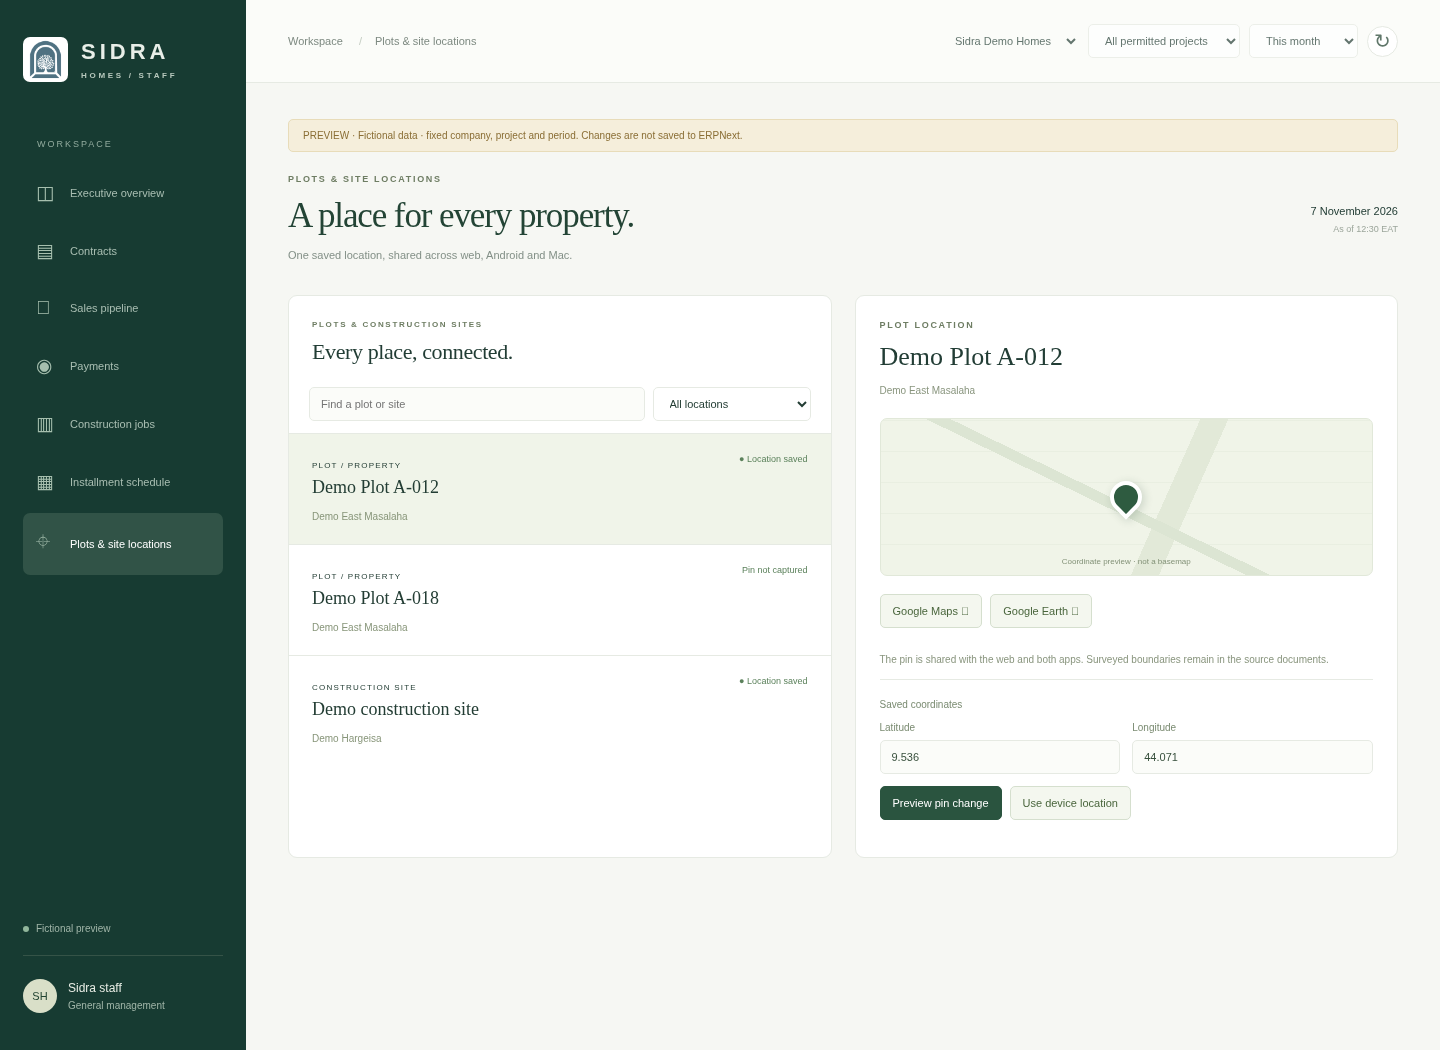 SIDRA
HOMES / STAFF
WORKSPACE
Executive overview
Contracts
Sales pipeline
Payments
Construction jobs
Installment schedule
Plots & site locations
Fictional preview
SH
Sidra staff
General management
Workspace / Plots & site locations
Sidra Demo Homes
All permitted projects
This month
PREVIEW · Fictional data · fixed company, project and period. Changes are not saved to ERPNext.
PLOTS & SITE LOCATIONS
A place for every property.
One saved location, shared across web, Android and Mac.
7 November 2026
As of 12:30 EAT
PLOTS & CONSTRUCTION SITES
Every place, connected.
Find a plot or site
All locations
PLOT / PROPERTY
● Location saved
Demo Plot A-012
Demo East Masalaha
PLOT / PROPERTY
Pin not captured
Demo Plot A-018
Demo East Masalaha
CONSTRUCTION SITE
● Location saved
Demo construction site
Demo Hargeisa
PLOT LOCATION
Demo Plot A-012
Demo East Masalaha
Coordinate preview · not a basemap
Google Maps
Google Earth
The pin is shared with the web and both apps. Surveyed boundaries remain in the source documents.
Saved coordinates
Latitude
Longitude
9.536
44.071
Preview pin change
Use device location